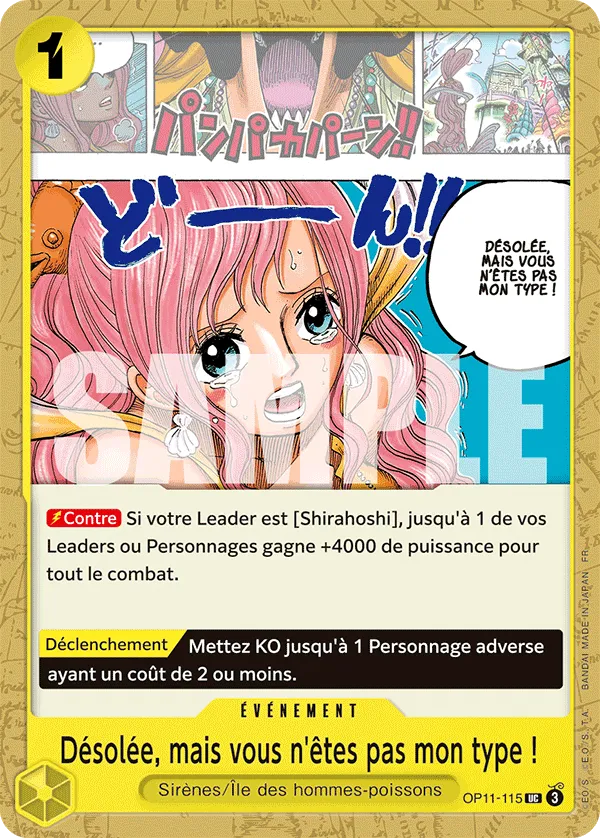 DLICHES EISMEER
1
パンパカパーン!!
どーん!!
DÉSOLÉE,
MAIS VOUS
N'ÊTES PAS
MON TYPE !
SAMPLE
Contre Si votre Leader est [Shirahoshi], jusqu'à 1 de vos
Leaders ou Personnages gagne +4000 de puissance pour
tout le combat.
Déclenchement Mettez KO jusqu'à 1 Personnage adverse
ayant un coût de 2 ou moins.
ÉVÉNEMENT
Désolée, mais vous n'êtes pas mon type !
Sirènes/Île des hommes-poissons
OP11-115 UC 3
©E.O./S. ©E.O./S.,T.A. BANDAI MADE IN JAPAN FR